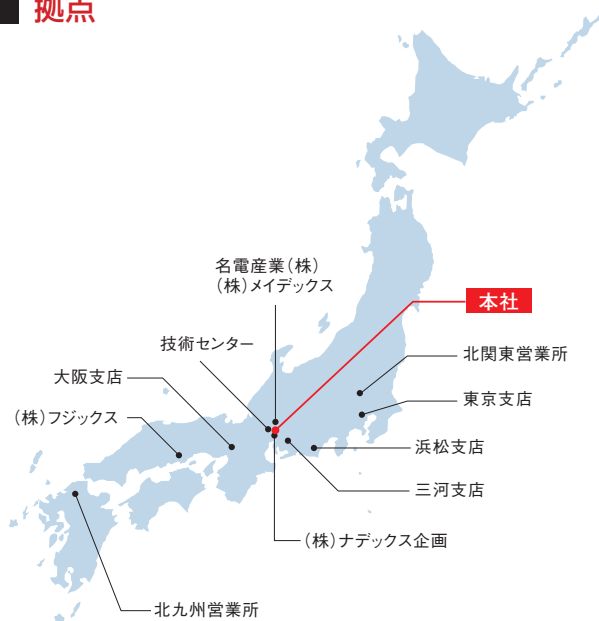 拠点
名電産業(株)
(株)メイデックス
本社
技術センター
北関東営業所
大阪支店
東京支店
(株)フジックス
浜松支店
三河支店
(株)ナデックス企画
北九州営業所